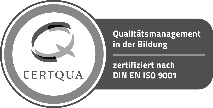 CERTQUA
Qualitätsmanagement
in der Bildung
zertifiziert nach
DIN EN ISO 9001